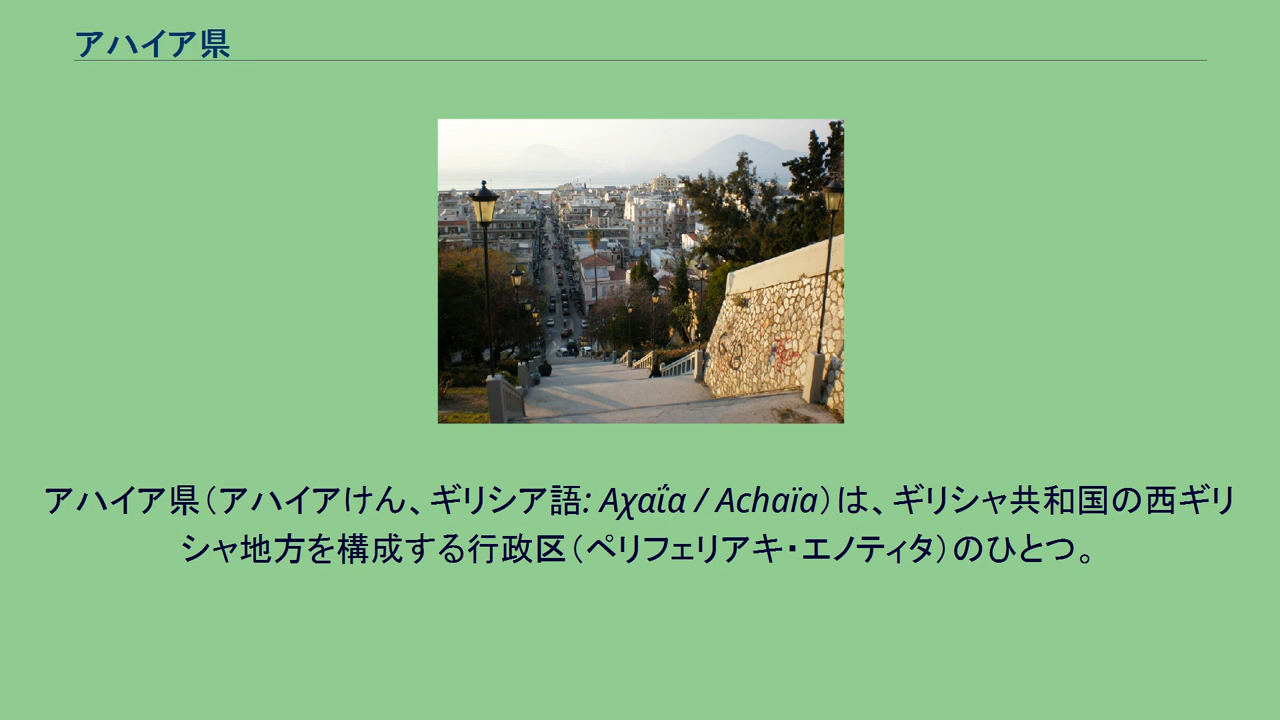 アハイア県
アハイア県（アハイアけん、ギリシア語: Αχαΐα / Achaïa）は、ギリシャ共和国の西ギリ
シャ地方を構成する行政区（ペリフェリアキ・エノティタ）のひとつ。